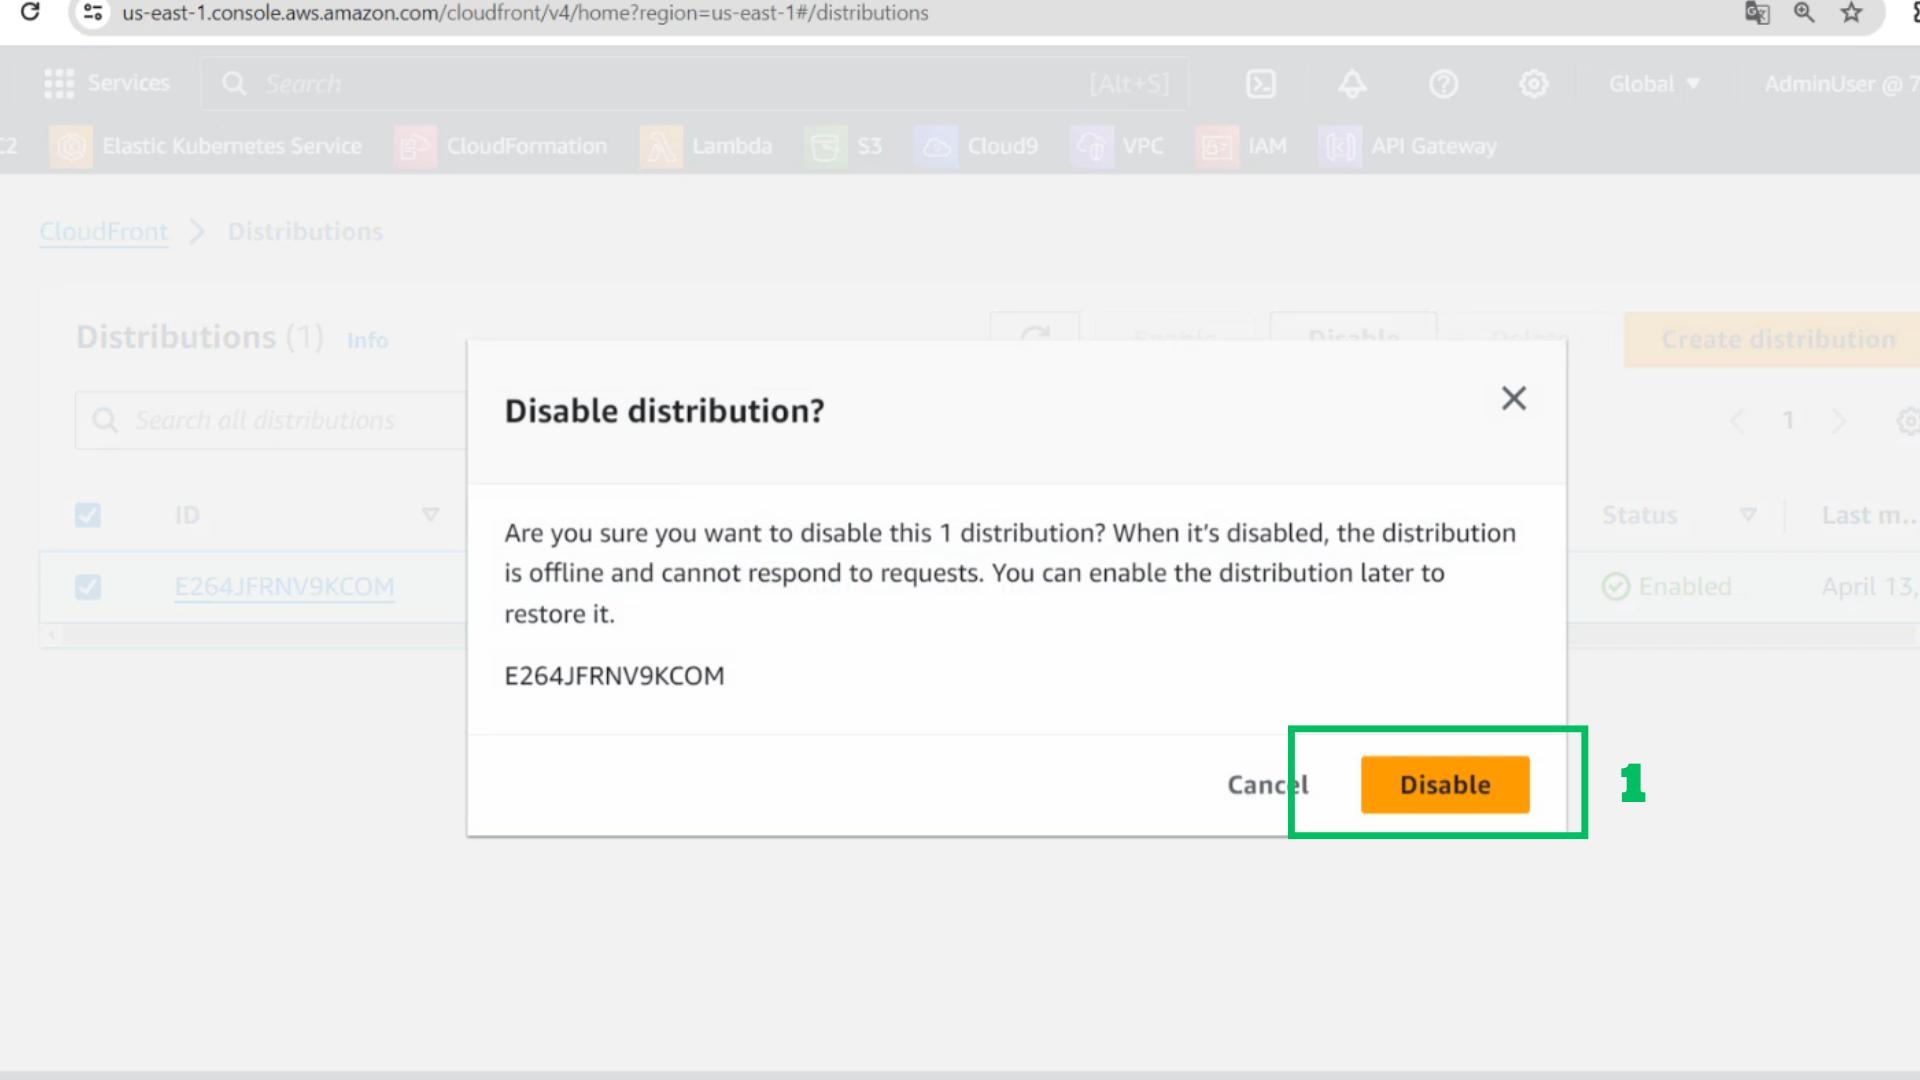 us-east-1.console.aws.amazon.com/cloudfront/v4/home?region=us-east-1#/distributions
Services
Search
[Alt+S]
Global
AdminUser @ 7
C2
Elastic Kubernetes Service
CloudFormation
Lambda
S3
Cloud9
VPC
IAM
API Gateway
CloudFront
Distributions
Distributions (1)
Info
Enable
Disable
Delete
Create distribution
Search all distributions
1
ID
Status
Last m...
E264JFRNV9KCOM
Enabled
April 13,
Disable distribution?
Are you sure you want to disable this 1 distribution? When it’s disabled, the distribution
is offline and cannot respond to requests. You can enable the distribution later to
restore it.
E264JFRNV9KCOM
Cancel
Disable
1